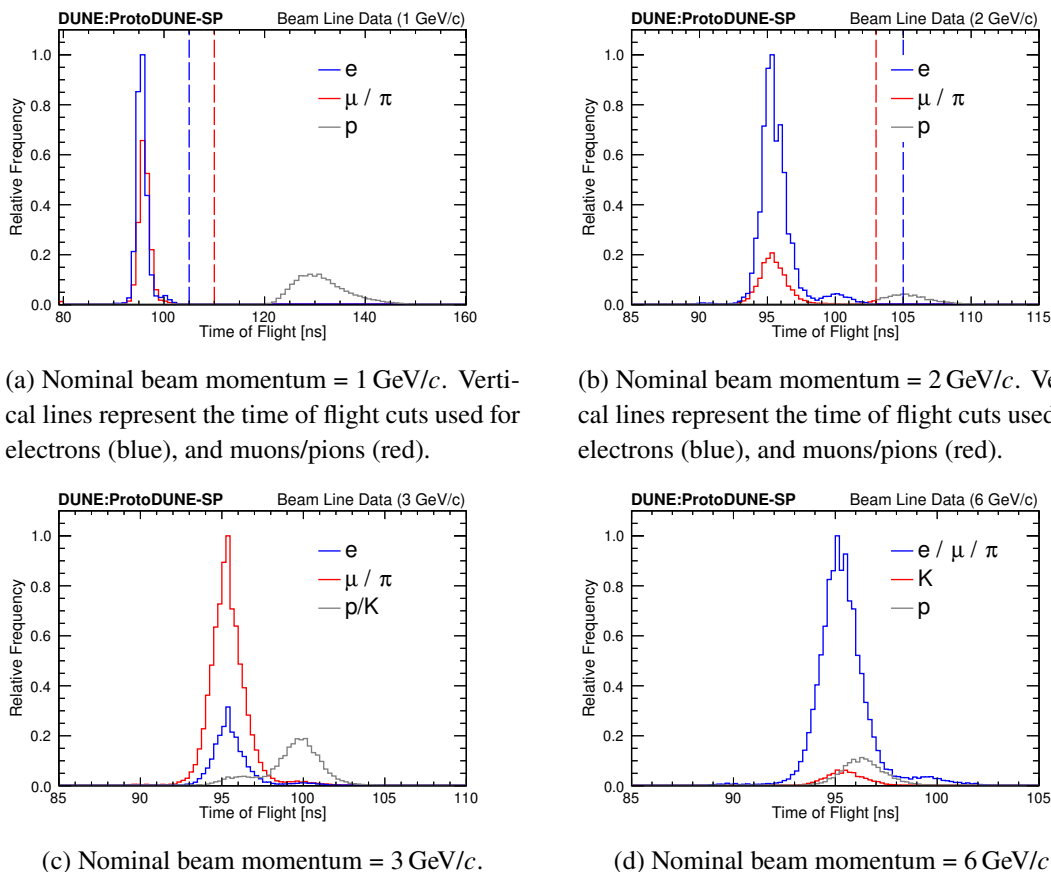 DUNE:ProtoDUNE-SP Beam Line Data (1 GeV/c)
Relative Frequency
1.0
0.8
0.6
0.4
0.2
0.0
e
μ / π
p
80 100 120 140 160
Time of Flight [ns]
(a) Nominal beam momentum = 1 GeV/c. Verti-
cal lines represent the time of flight cuts used for
electrons (blue), and muons/pions (red).
DUNE:ProtoDUNE-SP Beam Line Data (2 GeV/c)
Relative Frequency
1.0
0.8
0.6
0.4
0.2
0.0
e
μ / π
p
85 90 95 100 105 110 115
Time of Flight [ns]
(b) Nominal beam momentum = 2 GeV/c. Ve
cal lines represent the time of flight cuts used
electrons (blue), and muons/pions (red).
DUNE:ProtoDUNE-SP Beam Line Data (3 GeV/c)
Relative Frequency
1.0
0.8
0.6
0.4
0.2
0.0
e
μ / π
p/K
85 90 95 100 105 110
Time of Flight [ns]
(c) Nominal beam momentum = 3 GeV/c.
DUNE:ProtoDUNE-SP Beam Line Data (6 GeV/c)
Relative Frequency
1.0
0.8
0.6
0.4
0.2
0.0
e / μ / π
K
p
85 90 95 100 105
Time of Flight [ns]
(d) Nominal beam momentum = 6 GeV/c